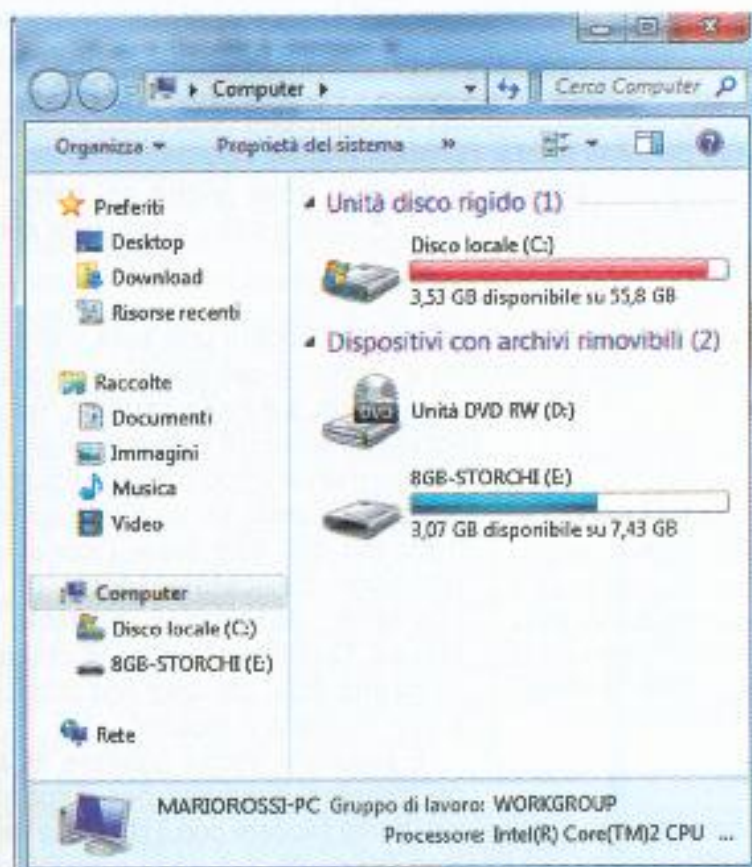 Computer
Cerca Computer
Organizza
Proprietà del sistema
»
Preferiti
Desktop
Download
Risorse recenti
Raccolte
Documenti
Immagini
Musica
Video
Computer
Disco locale (C:)
8GB-STORCHI (E:)
Rete
Unità disco rigido (1)
Disco locale (C:)
3,53 GB disponibile su 55,8 GB
Dispositivi con archivi rimovibili (2)
DVD
Unità DVD RW (D:)
8GB-STORCHI (E:)
3,07 GB disponibile su 7,43 GB
MARIOROSSI-PC Gruppo di lavoro: WORKGROUP
Processore: Intel(R) Core(TM)2 CPU ...